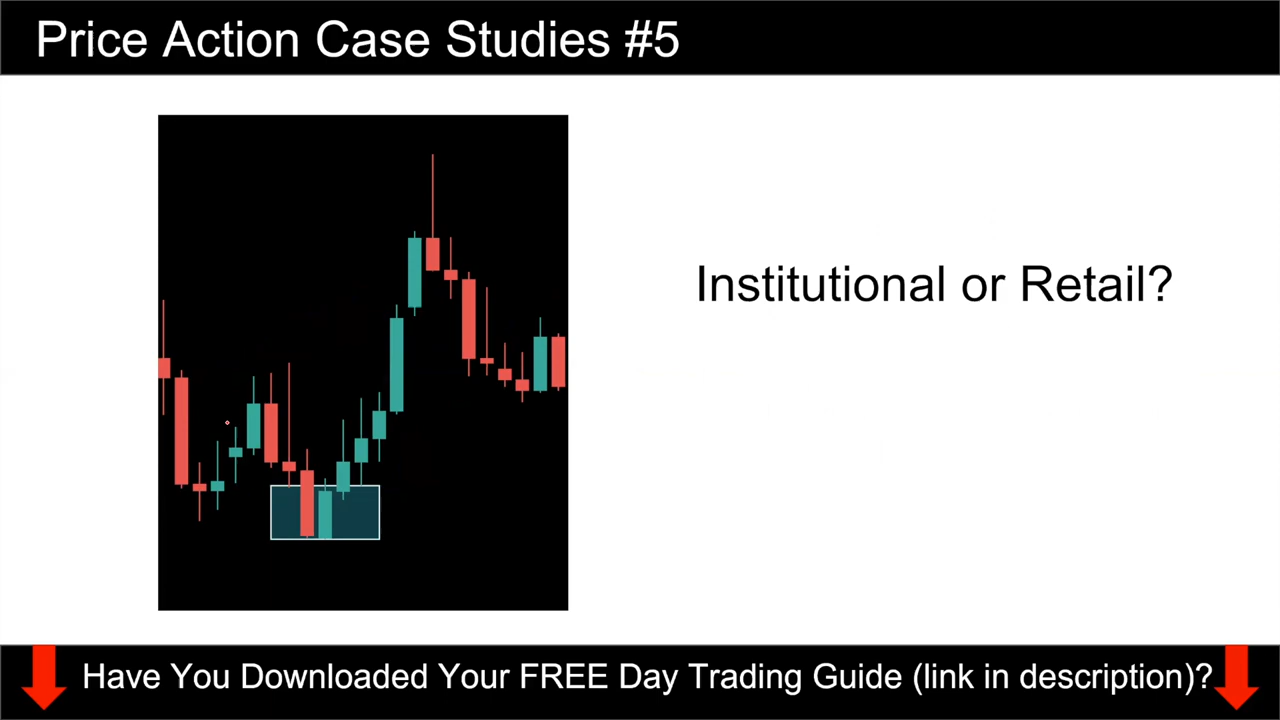 Price Action Case Studies #5
Institutional or Retail?
Have You Downloaded Your FREE Day Trading Guide (link in description)?